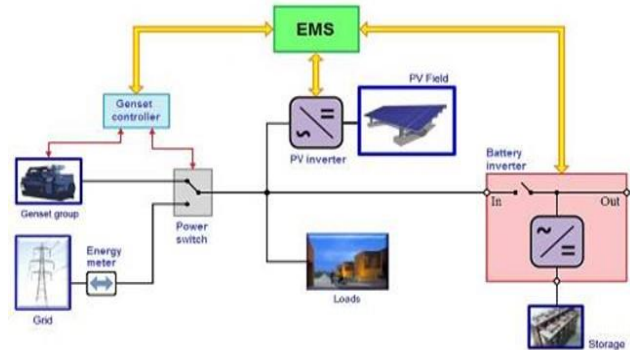 EMS
PV Field
Genset
controller
PV inverter
Battery
inverter
In
Out
Genset group
Power
switch
Energy
meter
Loads
Grid
Storage